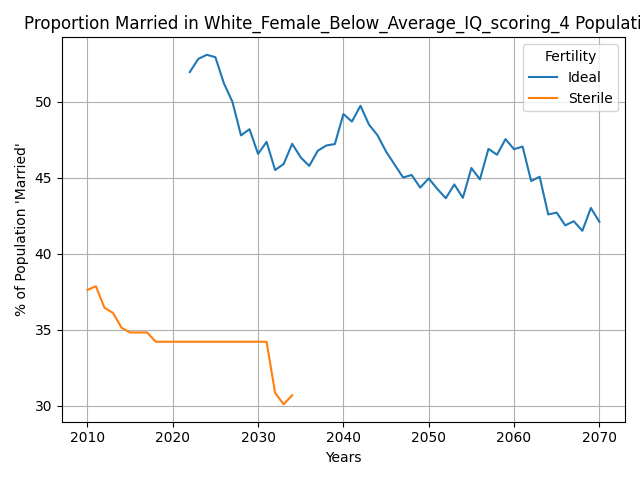 Proportion Married in White_Female_Below_Average_IQ_scoring_4 Populati
Fertility
Ideal
Sterile
% of Population 'Married'
50
45
40
35
30
2010 2020 2030 2040 2050 2060 2070
Years